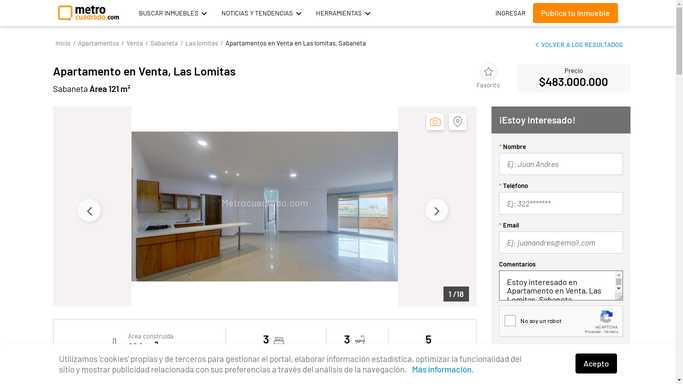 metro
cuadrado.com
BUSCAR INMUEBLES
NOTICIAS Y TENDENCIAS
HERRAMIENTAS
INGRESAR
Publica tu Inmueble
Inicio / Apartamentos / Venta / Sabaneta / Las lomitas / Apartamentos en Venta en Las lomitas, Sabaneta
VOLVER A LOS RESULTADOS
Apartamento en Venta, Las Lomitas
Sabaneta Área 121 m²
Favorito
Precio
$483.000.000
Metrocuadrado.com
1 /18
¡Estoy Interesado!
* Nombre
Ej: Juan Andres
* Teléfono
Ej: 322*******
* Email
Ej: juanandres@email.com
Comentarios
Estoy interesado en
Apartamento en Venta, Las
Lomitas, Sabaneta
No soy un robot
reCAPTCHA
Privacidad - Términos
Área construida
3
3
5
Utilizamos 'cookies' propias y de terceros para gestionar el portal, elaborar información estadística, optimizar la funcionalidad del
sitio y mostrar publicidad relacionada con sus preferencias a través del análisis de la navegación. Más información.
Acepto